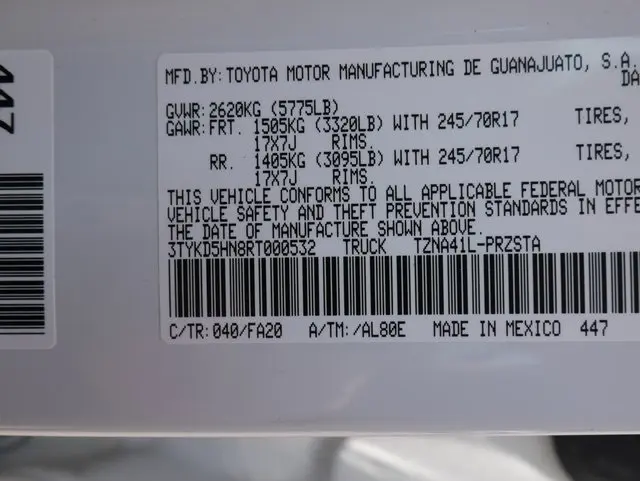 447
MFD.BY: TOYOTA MOTOR MANUFACTURING DE GUANAJUATO, S.A.
DA
GVWR: 2620KG (5775LB)
GAWR: FRT. 1505KG (3320LB) WITH 245/70R17 TIRES,
17X7J RIMS.
RR. 1405KG (3095LB) WITH 245/70R17 TIRES,
17X7J RIMS.
THIS VEHICLE CONFORMS TO ALL APPLICABLE FEDERAL MOTOR
VEHICLE SAFETY AND THEFT PREVENTION STANDARDS IN EFFE
THE DATE OF MANUFACTURE SHOWN ABOVE.
3TYKD5HN8RT000532 TRUCK TZNA41L-PRZSTA
C/TR: 040/FA20 A/TM: /AL80E MADE IN MEXICO 447